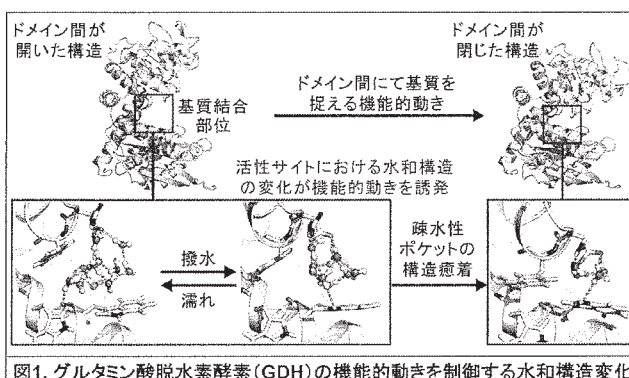 ドメイン間が
開いた構造
基質結合
部位
ドメイン間にて基質を
捉える機能的動き
ドメイン間が
閉じた構造
活性サイトにおける水和構造
の変化が機能的動きを誘発
撥水
濡れ
疎水性
ポケットの
構造癒着
図1. グルタミン酸脱水素酵素(GDH)の機能的動きを制御する水和構造変化